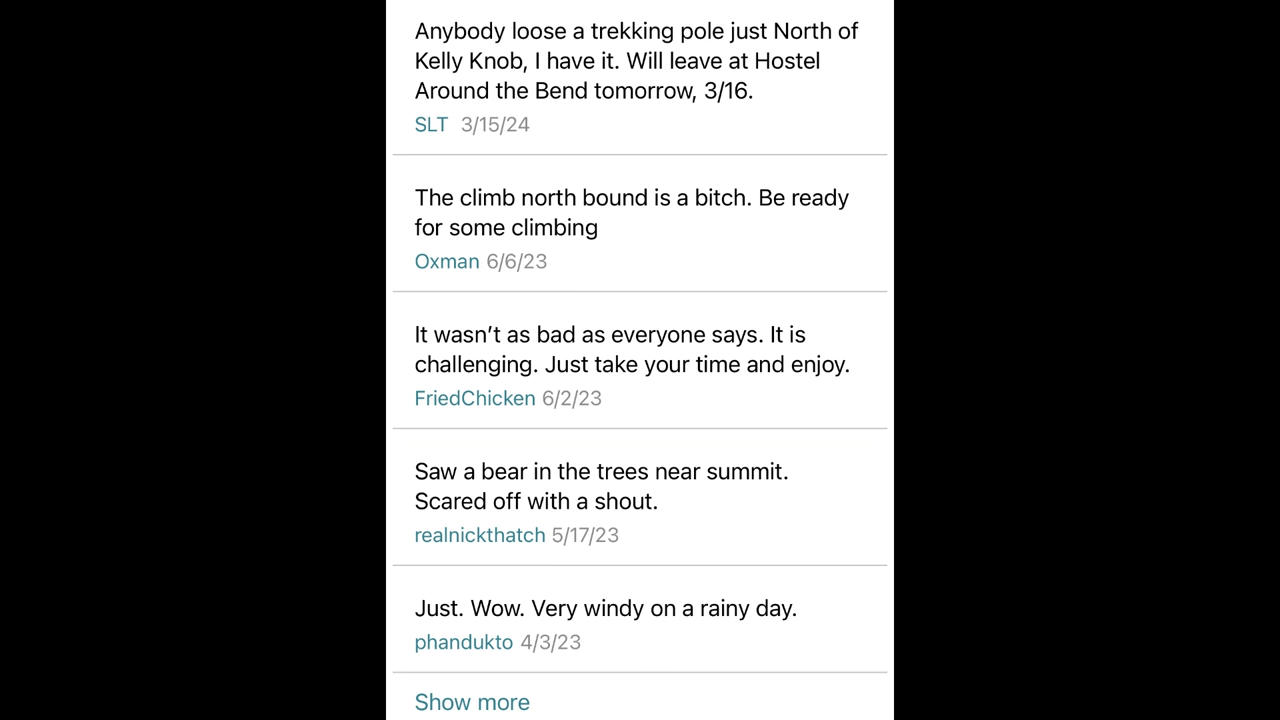 Anybody loose a trekking pole just North of
Kelly Knob, I have it. Will leave at Hostel
Around the Bend tomorrow, 3/16.
SLT 3/15/24
The climb north bound is a bitch. Be ready
for some climbing
Oxman 6/6/23
It wasn’t as bad as everyone says. It is
challenging. Just take your time and enjoy.
FriedChicken 6/2/23
Saw a bear in the trees near summit.
Scared off with a shout.
realnickthatch 5/17/23
Just. Wow. Very windy on a rainy day.
phandukto 4/3/23
Show more